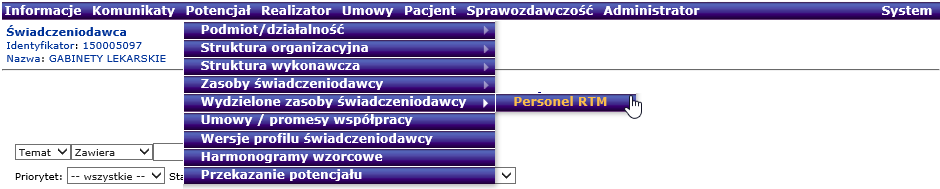 Informacje Komunikaty Potencjał Realizator Umowy Pacjent Sprawozdawczość Administrator System
Świadczeniodawca
Identyfikator: 150005097
Nazwa: GABINETY LEKARSKIE
Podmiot/działalność
Struktura organizacyjna
Struktura wykonawcza
Zasoby świadczeniodawcy
Wydzielone zasoby świadczeniodawcy
Personel RTM
Umowy / promesy współpracy
Wersje profilu świadczeniodawcy
Harmonogramy wzorcowe
Przekazanie potencjału
Temat Zawiera
Priorytet: -- wszystkie --